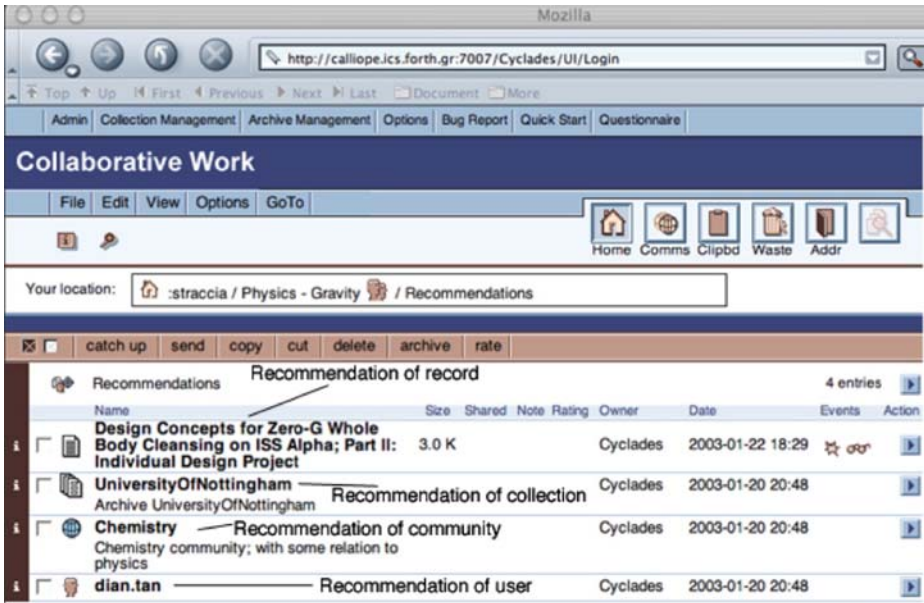 Mozilla
http://calliope.ics.forth.gr:7007/Cyclades/UI/Login
Top Up First Previous Next Last Document More
Admin Collection Management Archive Management Options Bug Report Quick Start Questionnaire
Collaborative Work
File Edit View Options GoTo
Home Comms Clipbd Waste Addr
Your location: :straccia / Physics - Gravity / Recommendations
catch up send copy cut delete archive rate
Recommendations Recommendation of record 4 entries
Name Size Shared Note Rating Owner Date Events Action
Design Concepts for Zero-G Whole
Body Cleansing on ISS Alpha; Part II: 3.0 K Cyclades 2003-01-22 18:29
Individual Design Project
UniversityOfNottingham Recommendation of collection Cyclades 2003-01-20 20:48
Archive UniversityOfNottingham
Chemistry Recommendation of community Cyclades 2003-01-20 20:48
Chemistry community; with some relation to
physics
dian.tan Recommendation of user Cyclades 2003-01-20 20:48